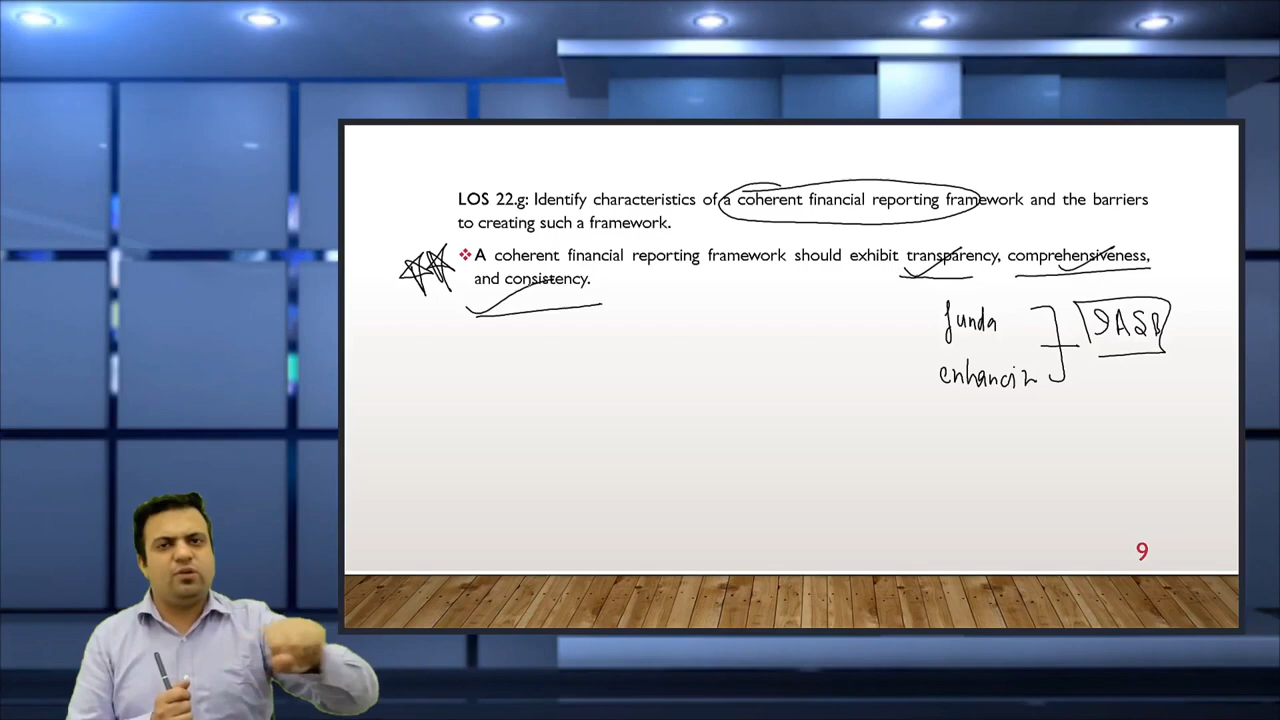 LOS 22.g: Identify characteristics of a coherent financial reporting framework and the barriers
to creating such a framework.
❖ A coherent financial reporting framework should exhibit transparency, comprehensiveness,
and consistency.
funda
IASB
enhancin
9